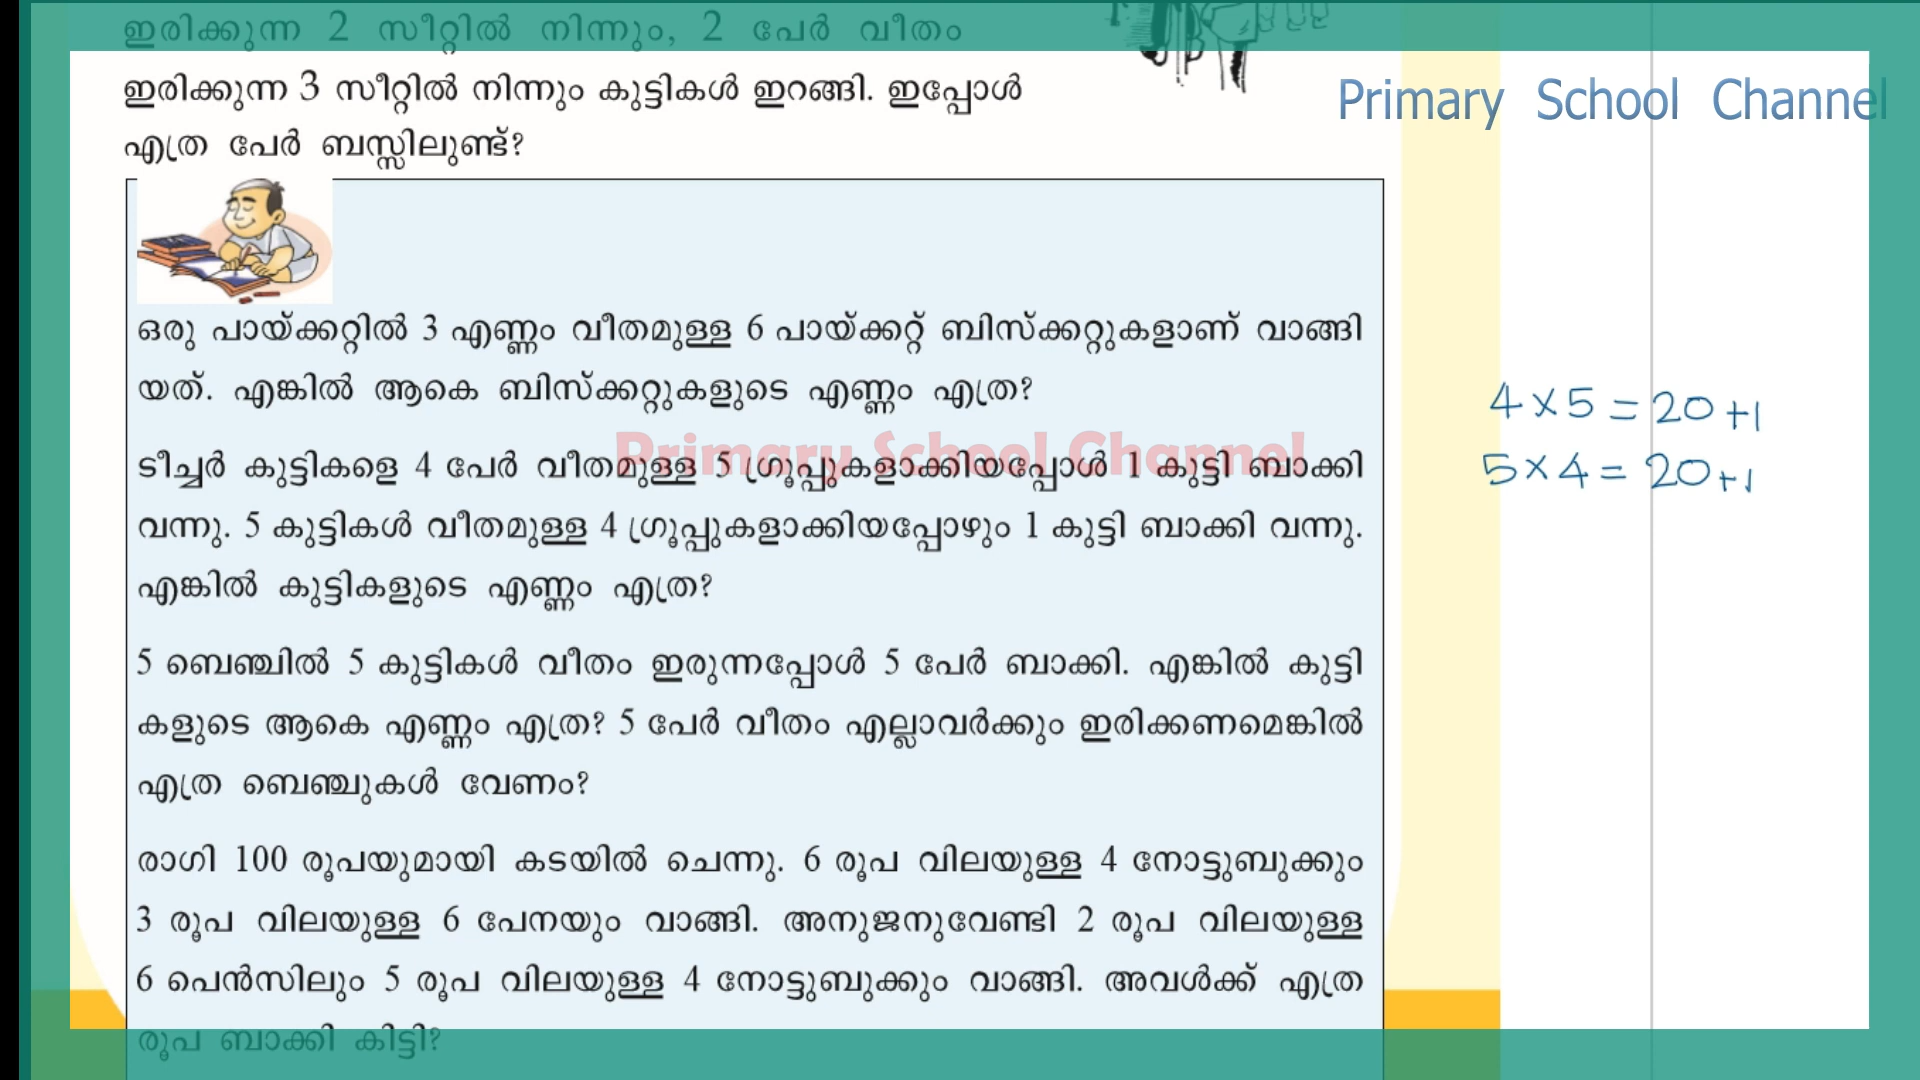 ഇരിക്കുന്ന 2 സീറ്റിൽ നിന്നും, 2 പേർ വീതം
ഇരിക്കുന്ന 3 സീറ്റിൽ നിന്നും കുട്ടികൾ ഇറങ്ങി. ഇപ്പോൾ
എത്ര പേർ ബസ്സിലുണ്ട്?
Primary School Channel
ഒരു പായ്ക്കറ്റിൽ 3 എണ്ണം വീതമുള്ള 6 പായ്ക്കറ്റ് ബിസ്ക്കറ്റുകളാണ് വാങ്ങി
യത്. എങ്കിൽ ആകെ ബിസ്ക്കറ്റുകളുടെ എണ്ണം എത്ര?
Primary School Channel
ടീച്ചർ കുട്ടികളെ 4 പേർ വീതമുള്ള 5 ഗ്രൂപ്പുകളാക്കിയപ്പോൾ 1 കുട്ടി ബാക്കി
വന്നു. 5 കുട്ടികൾ വീതമുള്ള 4 ഗ്രൂപ്പുകളാക്കിയപ്പോഴും 1 കുട്ടി ബാക്കി വന്നു.
എങ്കിൽ കുട്ടികളുടെ എണ്ണം എത്ര?
5 ബെഞ്ചിൽ 5 കുട്ടികൾ വീതം ഇരുന്നപ്പോൾ 5 പേർ ബാക്കി. എങ്കിൽ കുട്ടി
കളുടെ ആകെ എണ്ണം എത്ര? 5 പേർ വീതം എല്ലാവർക്കും ഇരിക്കണമെങ്കിൽ
എത്ര ബെഞ്ചുകൾ വേണം?
രാഗി 100 രൂപയുമായി കടയിൽ ചെന്നു. 6 രൂപ വിലയുള്ള 4 നോട്ടുബുക്കും
3 രൂപ വിലയുള്ള 6 പേനയും വാങ്ങി. അനുജനുവേണ്ടി 2 രൂപ വിലയുള്ള
6 പെൻസിലും 5 രൂപ വിലയുള്ള 4 നോട്ടുബുക്കും വാങ്ങി. അവൾക്ക് എത്ര
രൂപ ബാക്കി കിട്ടി?
4×5=20+1
5×4=20+1